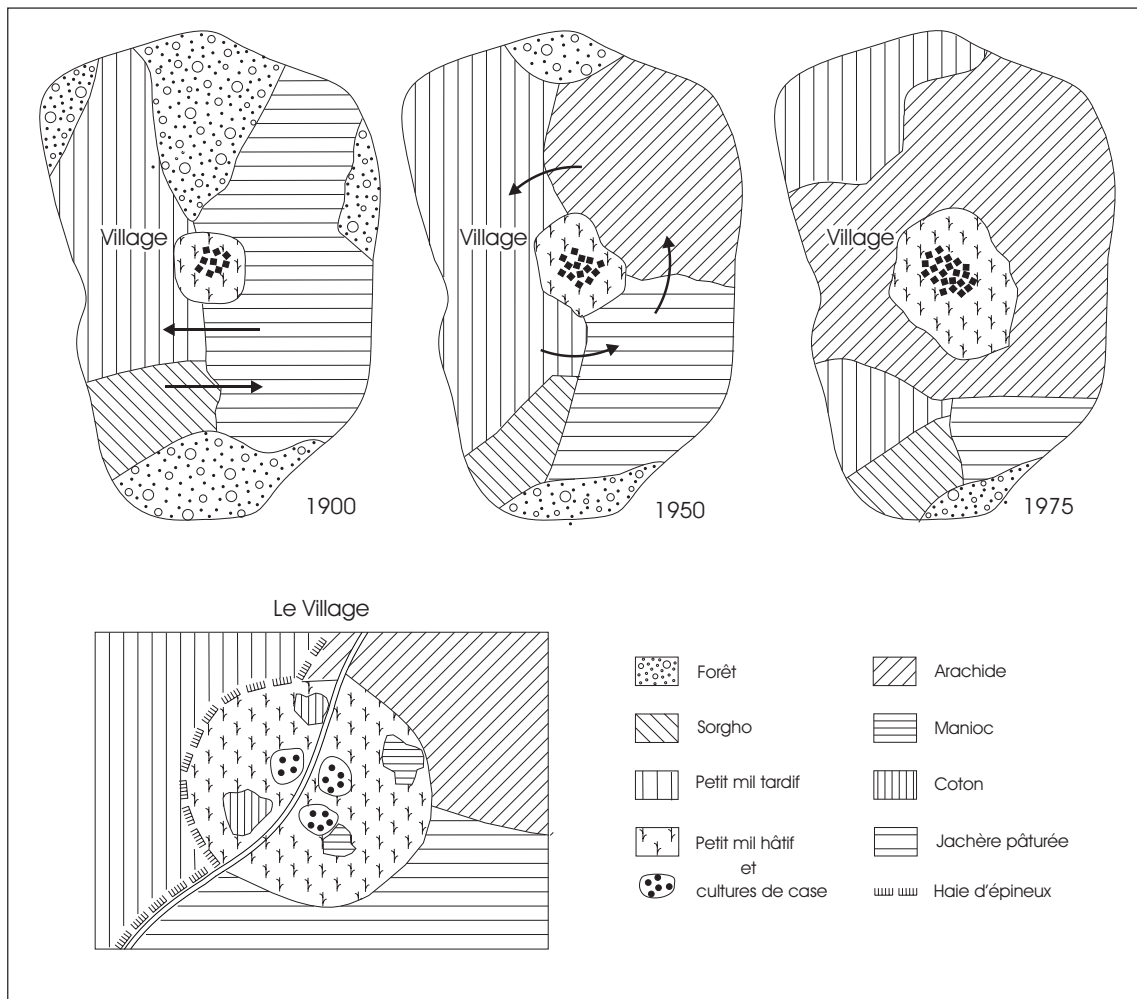 Village
1900
Village
1950
Village
1975
Le Village
Forêt
Sorgho
Petit mil tardif
Petit mil hâtif
et
cultures de case
Arachide
Manioc
Coton
Jachère pâturée
Haie d'épineux